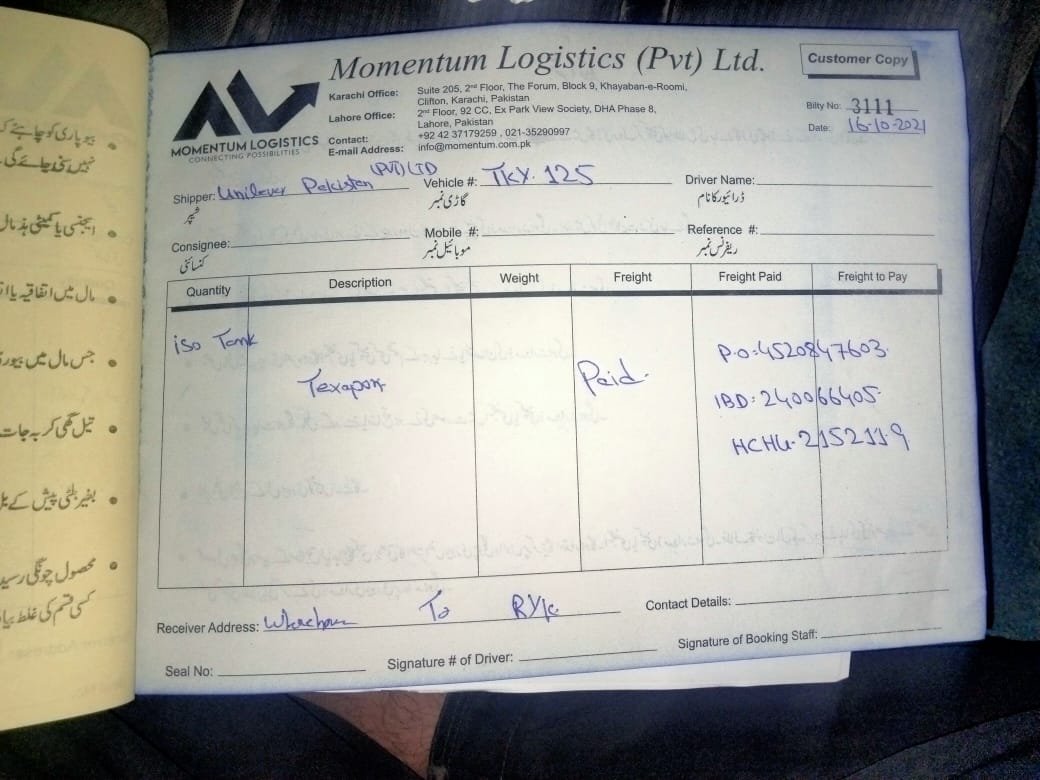 Momentum Logistics (Pvt) Ltd.
Customer Copy
MOMENTUM LOGISTICS
CONNECTING POSSIBILITIES
Karachi Office: Suite 205, 2nd Floor, The Forum, Block 9, Khayaban-e-Roomi,
Clifton, Karachi, Pakistan
Lahore Office: 2nd Floor, 92 CC, Ex Park View Society, DHA Phase 8,
Lahore, Pakistan
Contact: +92 42 37179259 , 021-35290997
E-mail Address: info@momentum.com.pk
Bilty No: 3111
Date: 16-10-2021
Shipper: Unilever Pakistan (PVT) LTD Vehicle #: TKX. 125 Driver Name:
شپر گاڑی نمبر ڈرائیور کا نام
Consignee: Mobile #: Reference #:
کنسائنی موبائیل نمبر ریفرنس نمبر
Quantity Description Weight Freight Freight Paid Freight to Pay
iso Tank
Texapon Paid. P.O:4520847603
IBD: 240066405
HCHU.2152119
Receiver Address: Warehouse To RYK Contact Details:
Seal No: Signature # of Driver: Signature of Booking Staff:
بیوپاری کو چاہئے کہ
نہیں سنی جائے گی
ایجنسی یا کمیٹی ہذ مال
مال میں اتفاقیہ یا
جس مال میں بیور
تیل گھی کر بہ جات
بغیر بلٹی پیش کے
محصول چونگی رسید
کسی قسم کی غلط بیا